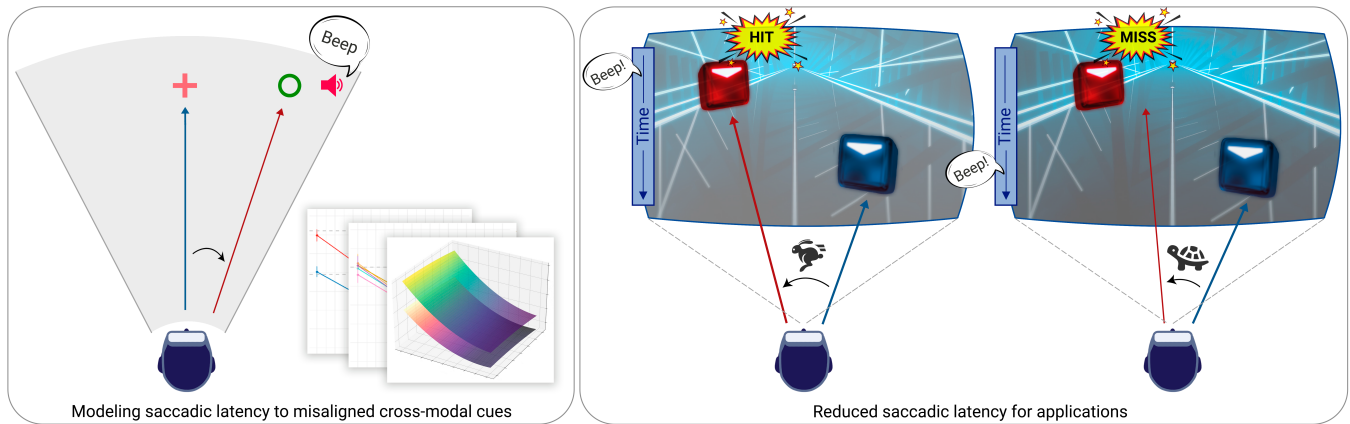 Beep
Modeling saccadic latency to misaligned cross-modal cues
HIT
Beep!
Time
MISS
Beep!
Time
Reduced saccadic latency for applications